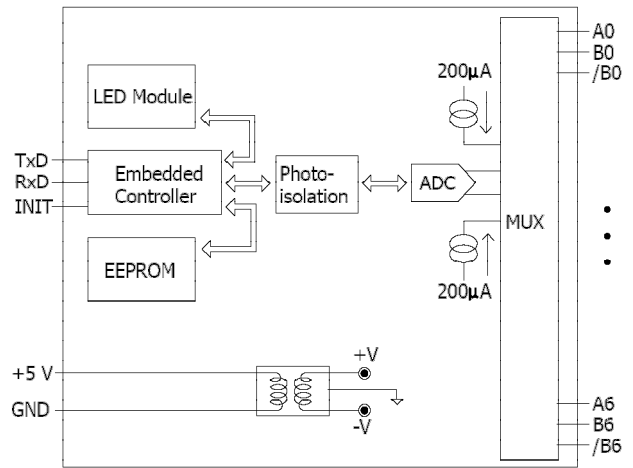 A0
B0
/B0
200μA
LED Module
TxD
RxD
INIT
Embedded
Controller
Photo-
isolation
ADC
MUX
EEPROM
200μA
+5 V
GND
+V
-V
A6
B6
/B6